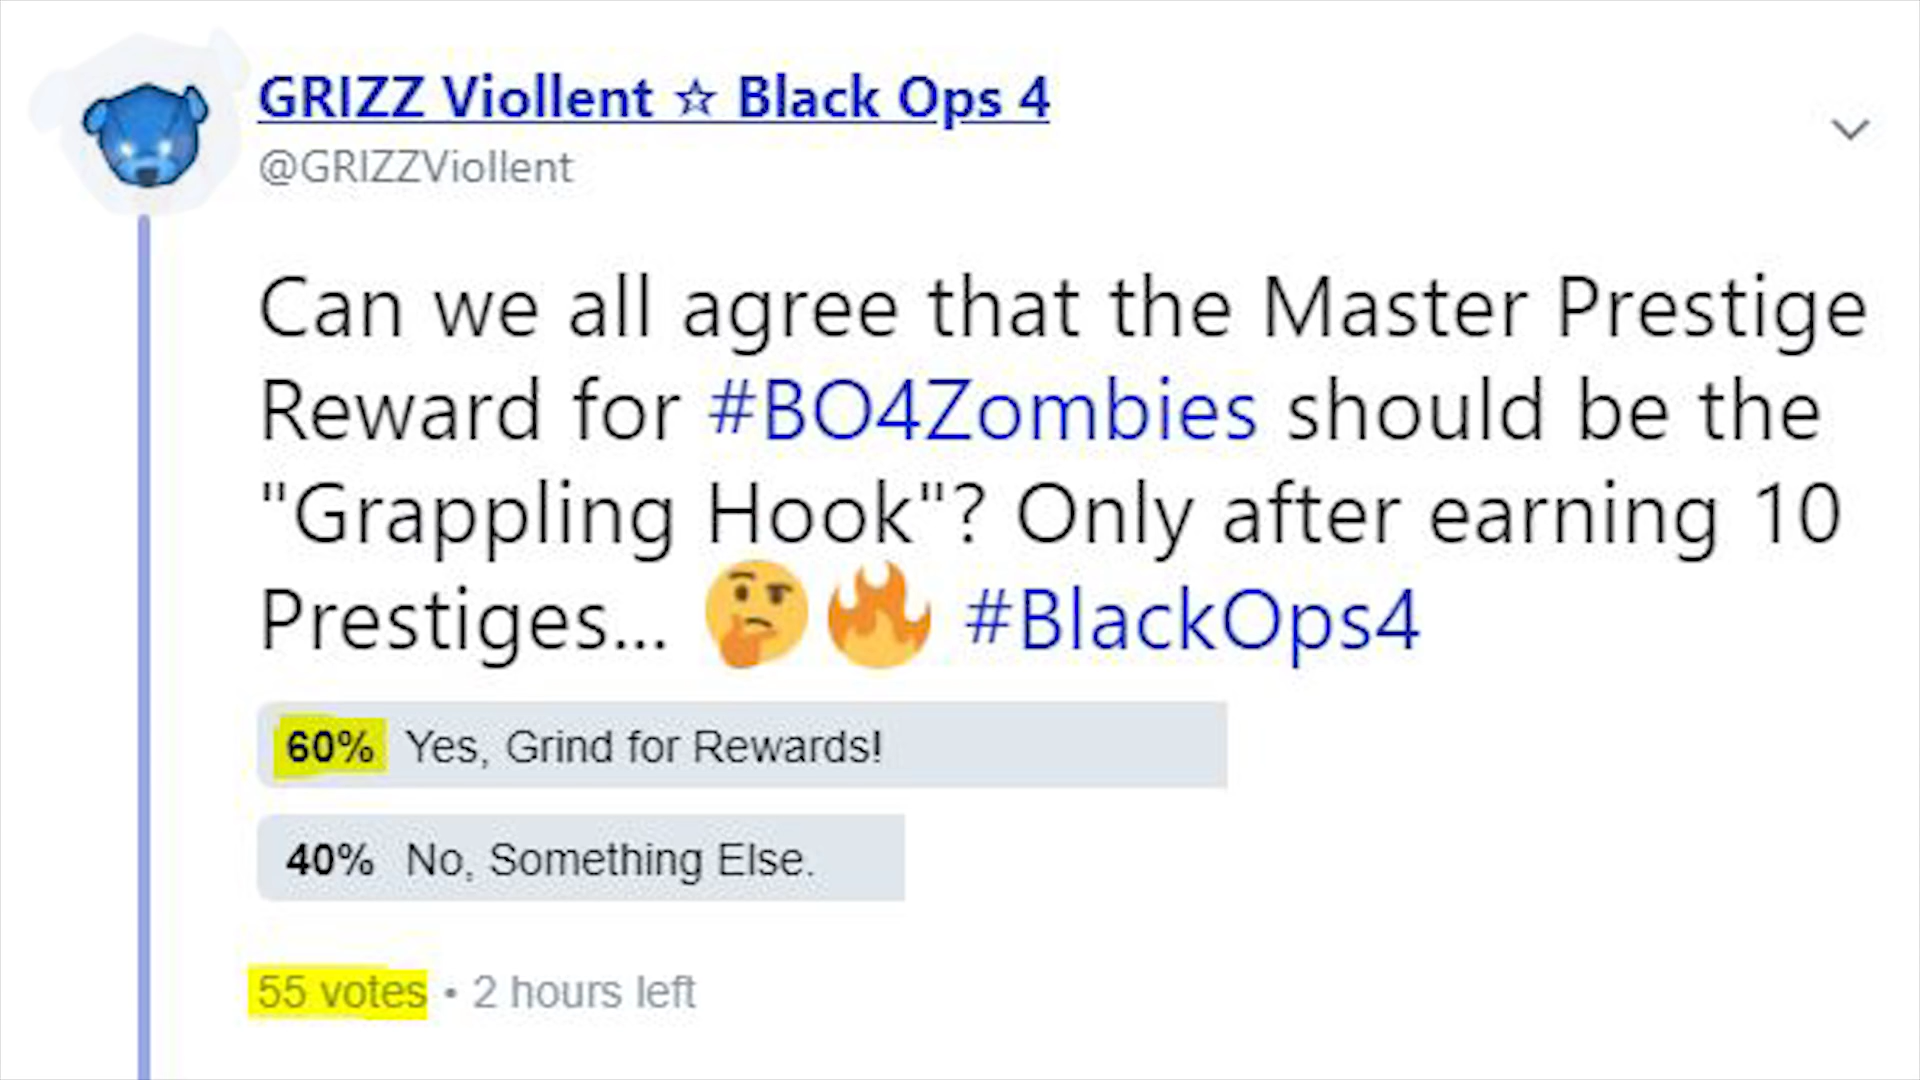 GRIZZ Viollent ☆ Black Ops 4
@GRIZZViollent
Can we all agree that the Master Prestige
Reward for #BO4Zombies should be the
"Grappling Hook"? Only after earning 10
Prestiges... 🤔🔥 #BlackOps4
60% Yes, Grind for Rewards!
40% No, Something Else.
55 votes • 2 hours left